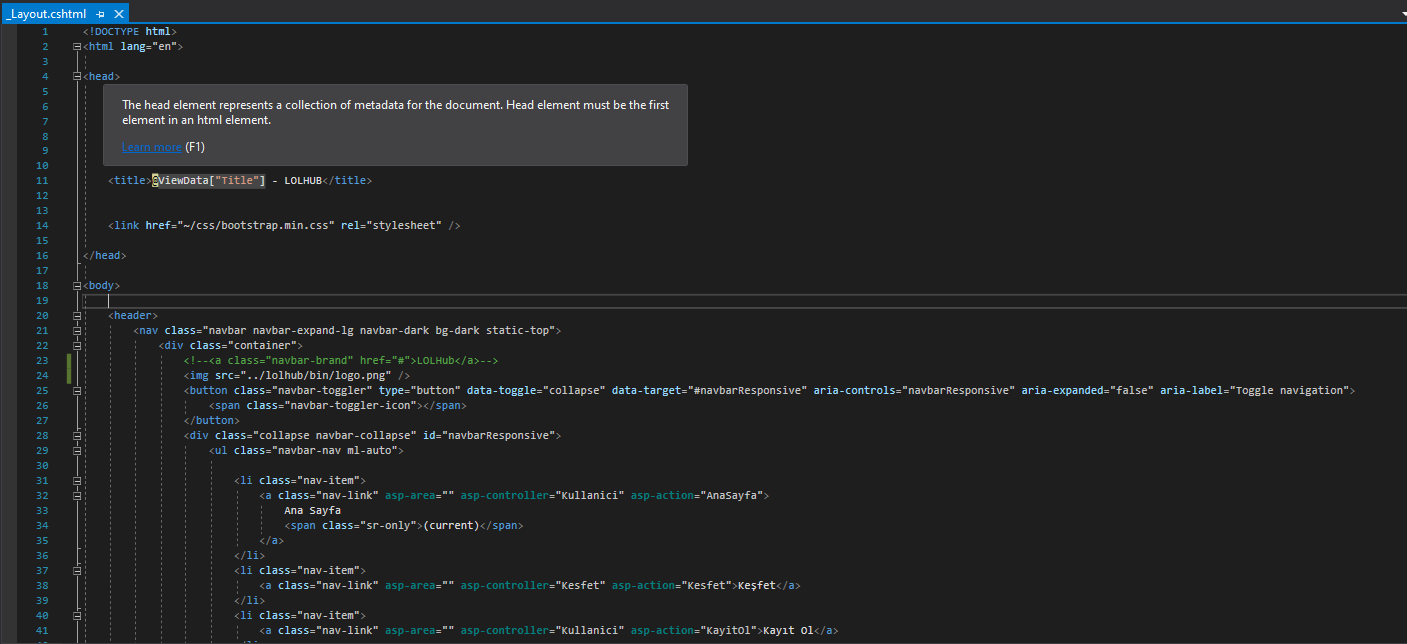 _Layout.cshtml
1 <!DOCTYPE html>
2 <html lang="en">
3
4 <head>
5
The head element represents a collection of metadata for the document. Head element must be the first
6
element in an html element.
7
8
Learn more (F1)
9
10
11 <title>@ViewData["Title"] - LOLHUB</title>
12
13
14 <link href="~/css/bootstrap.min.css" rel="stylesheet" />
15
16 </head>
17
18 <body>
19
20 <header>
21 <nav class="navbar navbar-expand-lg navbar-dark bg-dark static-top">
22 <div class="container">
23 <!--<a class="navbar-brand" href="#">LOLHub</a>-->
24 <img src="../lolhub/bin/logo.png" />
25 <button class="navbar-toggler" type="button" data-toggle="collapse" data-target="#navbarResponsive" aria-controls="navbarResponsive" aria-expanded="false" aria-label="Toggle navigation">
26 <span class="navbar-toggler-icon"></span>
27 </button>
28 <div class="collapse navbar-collapse" id="navbarResponsive">
29 <ul class="navbar-nav ml-auto">
30
31 <li class="nav-item">
32 <a class="nav-link" asp-area="" asp-controller="Kullanici" asp-action="AnaSayfa">
33 Ana Sayfa
34 <span class="sr-only">(current)</span>
35 </a>
36 </li>
37 <li class="nav-item">
38 <a class="nav-link" asp-area="" asp-controller="Kesfet" asp-action="Kesfet">Keşfet</a>
39 </li>
40 <li class="nav-item">
41 <a class="nav-link" asp-area="" asp-controller="Kullanici" asp-action="KayitOl">Kayıt Ol</a>